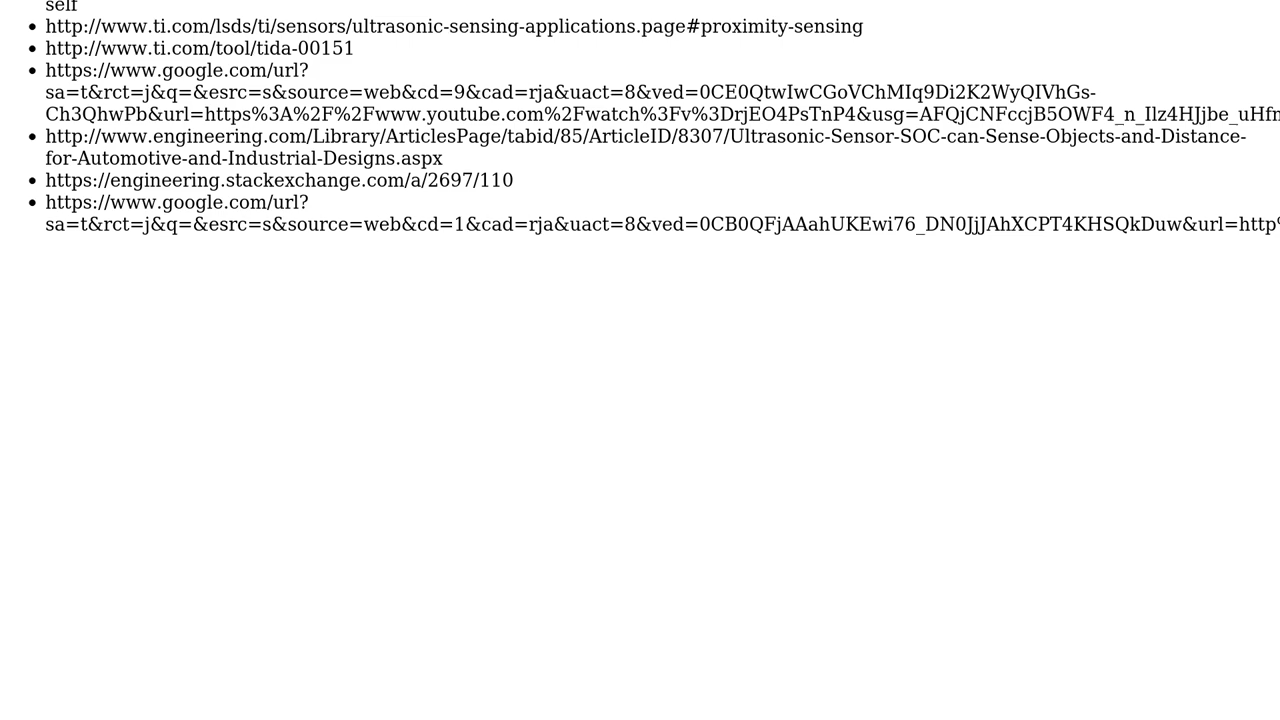 self
http://www.ti.com/lsds/ti/sensors/ultrasonic-sensing-applications.page#proximity-sensing
http://www.ti.com/tool/tida-00151
https://www.google.com/url?
sa=t&rct=j&q=&esrc=s&source=web&cd=9&cad=rja&uact=8&ved=0CE0QtwIwCGoVChMIq9Di2K2WyQIVhGs-
Ch3QhwPb&url=https%3A%2F%2Fwww.youtube.com%2Fwatch%3Fv%3DrjEO4PsTnP4&usg=AFQjCNFccjB5OWF4_n_Ilz4HJjbe_uHfm
http://www.engineering.com/Library/ArticlesPage/tabid/85/ArticleID/8307/Ultrasonic-Sensor-SOC-can-Sense-Objects-and-Distance-
for-Automotive-and-Industrial-Designs.aspx
https://engineering.stackexchange.com/a/2697/110
https://www.google.com/url?
sa=t&rct=j&q=&esrc=s&source=web&cd=1&cad=rja&uact=8&ved=0CB0QFjAAahUKEwi76_DN0JjJAhXCPT4KHSQkDuw&url=http%